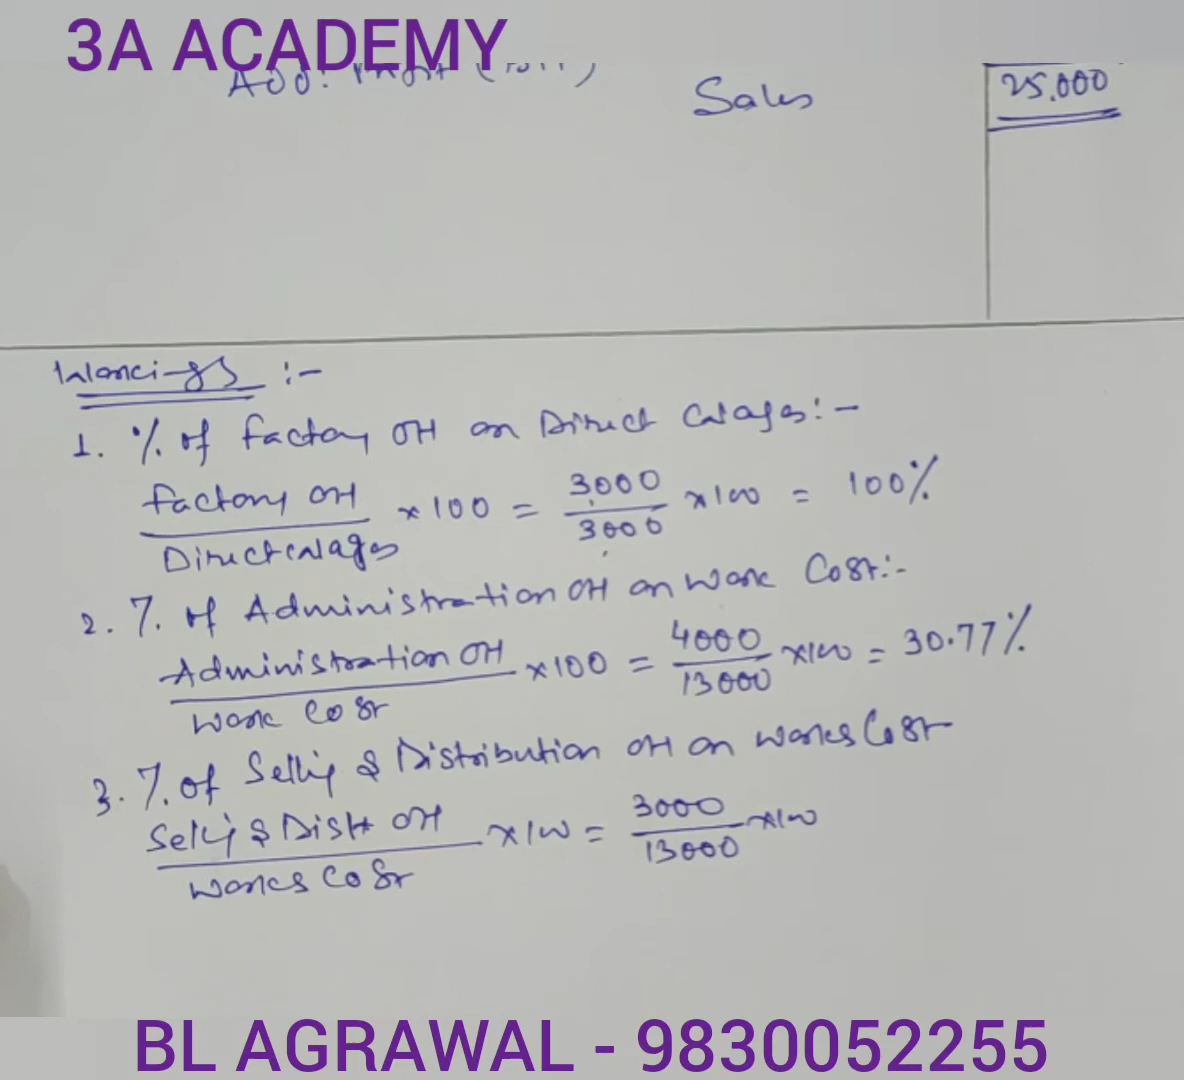 3A ACADEMY
Add: Profit
Sales 25,000
Workings :-
1. % of factory OH on Direct Wages:-
Factory OH × 100 = 3000 × 100 = 100%
Direct Wages 3000
2. % of Administration OH on Work Cost:-
Administration OH × 100 = 4000 × 100 = 30.77%
Work Cost 13000
3. % of Selling & Distribution OH on Works Cost
Selling & Dist OH × 100 = 3000 × 100
Works Cost 13000
BL AGRAWAL - 9830052255